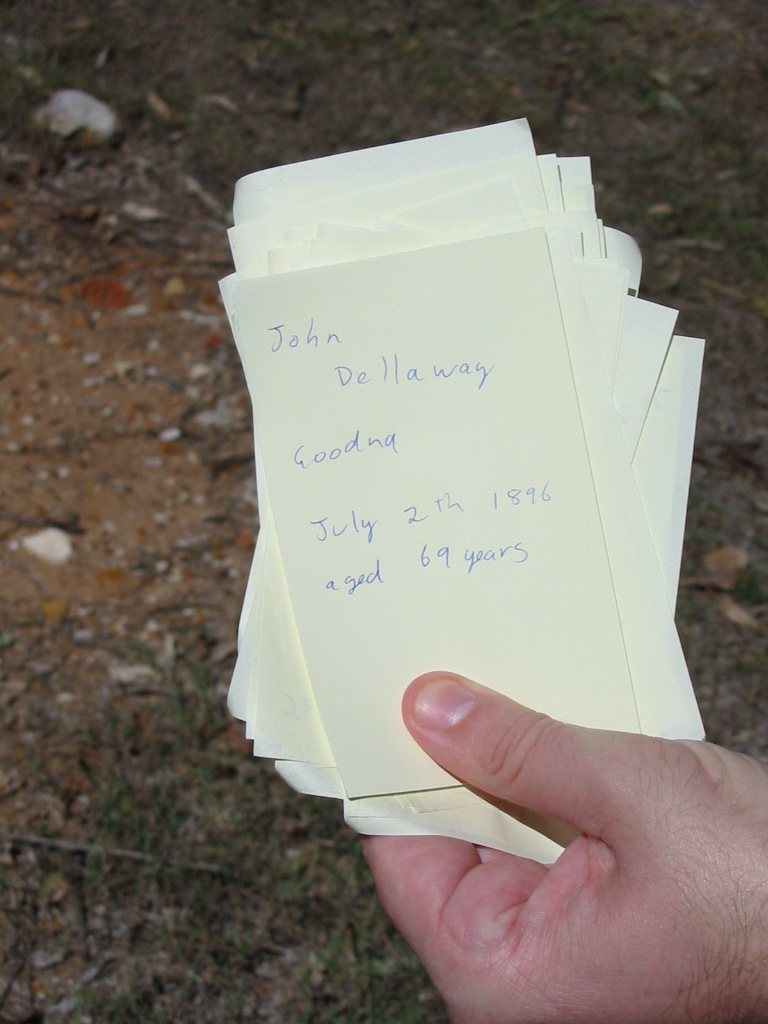 John
Dellaway
Goodna
July 2th 1896
aged 69 years